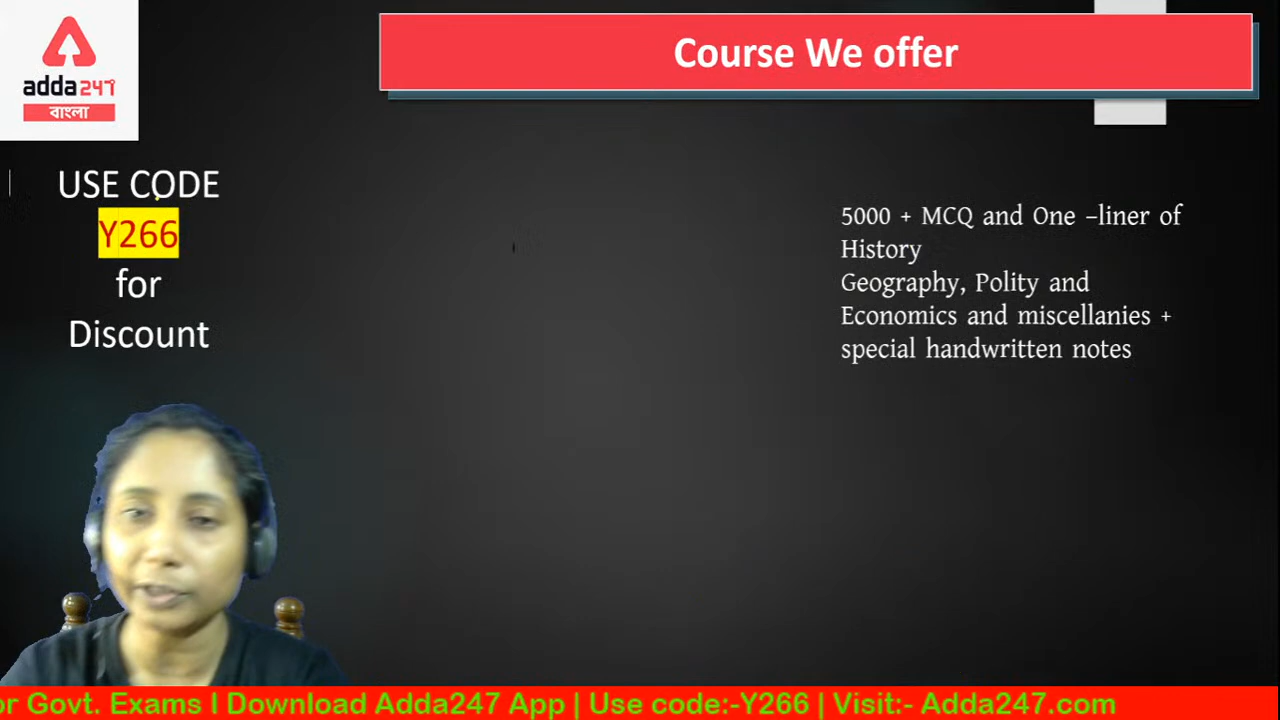 adda247
বাংলা
Course We offer
USE CODE
Y266
for
Discount
5000 + MCQ and One –liner of
History
Geography, Polity and
Economics and miscellanies +
special handwritten notes
or Govt. Exams I Download Adda247 App | Use code:-Y266 | Visit:- Adda247.com